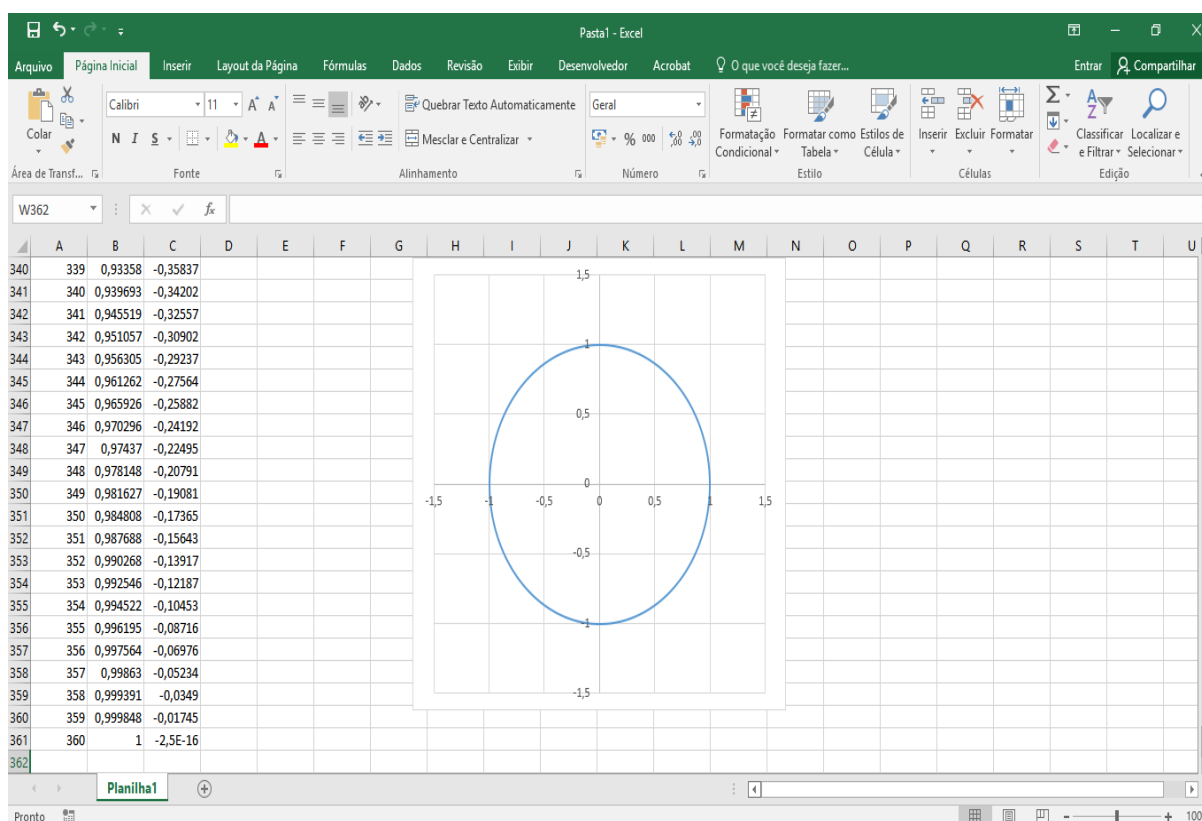 Pasta1 - Excel
Arquivo Página Inicial Inserir Layout da Página Fórmulas Dados Revisão Exibir Desenvolvedor Acrobat O que você deseja fazer... Entrar Compartilhar
Colar
Calibri 11
N I S
Quebrar Texto Automaticamente
Mesclar e Centralizar
Geral
% 000
Formatação Condicional
Formatar como Tabela
Estilos de Célula
Inserir Excluir Formatar
Classificar e Filtrar
Localizar e Selecionar
Área de Transf... Fonte Alinhamento Número Estilo Células Edição
W362 fx
A B C D E F G H I J K L M N O P Q R S T U
340 339 0,93358 -0,35837
341 340 0,939693 -0,34202
342 341 0,945519 -0,32557
343 342 0,951057 -0,30902
344 343 0,956305 -0,29237
345 344 0,961262 -0,27564
346 345 0,965926 -0,25882
347 346 0,970296 -0,24192
348 347 0,97437 -0,22495
349 348 0,978148 -0,20791
350 349 0,981627 -0,19081
351 350 0,984808 -0,17365
352 351 0,987688 -0,15643
353 352 0,990268 -0,13917
354 353 0,992546 -0,12187
355 354 0,994522 -0,10453
356 355 0,996195 -0,08716
357 356 0,997564 -0,06976
358 357 0,99863 -0,05234
359 358 0,999391 -0,0349
360 359 0,999848 -0,01745
361 360 1 -2,5E-16
362
1,5
1
0,5
0
-1,5 -1 -0,5 0 0,5 1 1,5
-0,5
-1
-1,5
Planilha1
Pronto 100